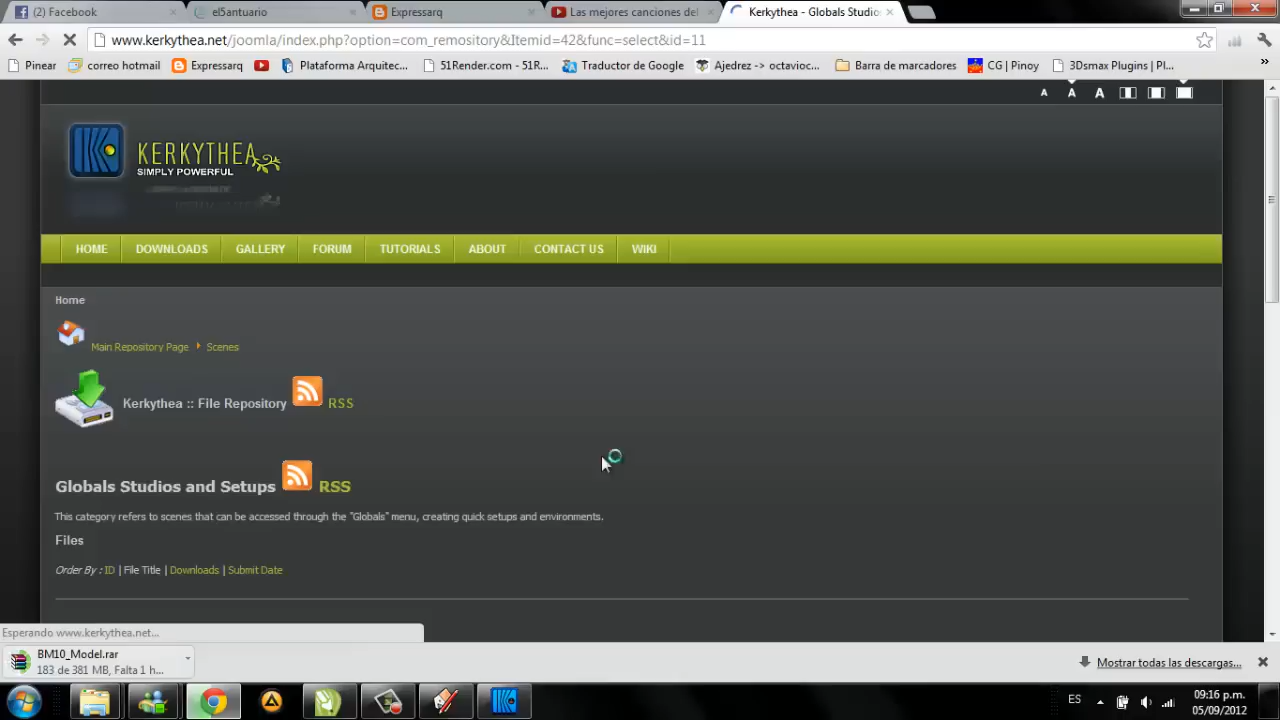 Facebook
el5antuario
Expressarq
Las mejores canciones del
Kerkythea - Globals Studio
www.kerkythea.net/joomla/index.php?option=com_remository&Itemid=42&func=select&id=11
Pinear
correo hotmail
Expressarq
Plataforma Arquitec...
51Render.com - 51R...
Traductor de Google
Ajedrez -> octavioc...
Barra de marcadores
CG | Pinoy
3Dsmax Plugins | Pl...
»
A A A
KERKYTHEA
SIMPLY POWERFUL
HOME DOWNLOADS GALLERY FORUM TUTORIALS ABOUT CONTACT US WIKI
Home
Main Repository Page Scenes
Kerkythea :: File Repository RSS
Globals Studios and Setups RSS
This category refers to scenes that can be accessed through the "Globals" menu, creating quick setups and environments.
Files
Order By : ID | File Title | Downloads | Submit Date
Esperando www.kerkythea.net...
BM10_Model.rar
183 de 381 MB, Falta 1 h...
Mostrar todas las descargas...
ES
09:16 p.m.
05/09/2012